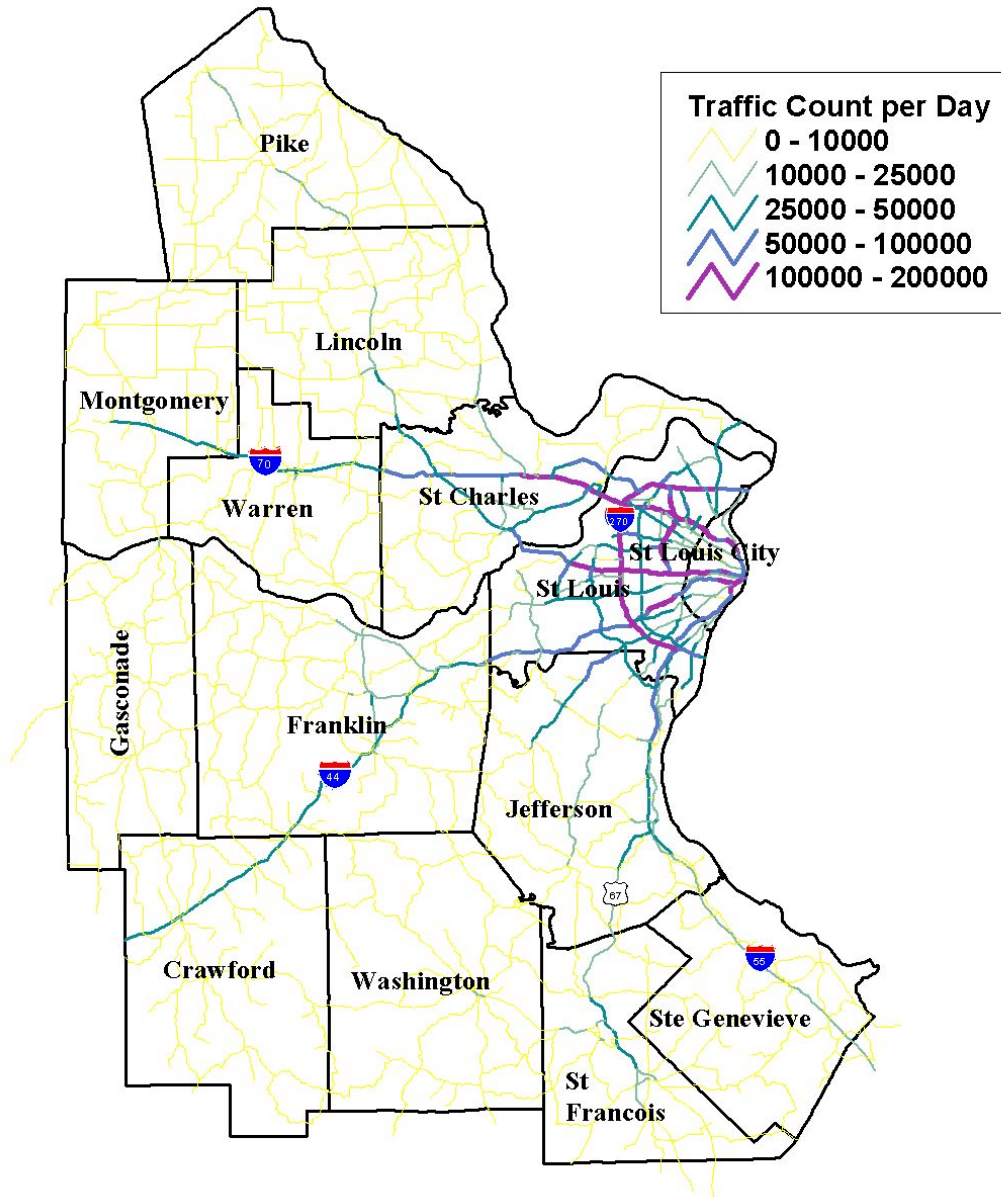 Traffic Count per Day
0 - 10000
10000 - 25000
25000 - 50000
50000 - 100000
100000 - 200000
Pike
Lincoln
Montgomery
70
Warren
St Charles
270
St Louis City
St Louis
Gasconade
Franklin
44
Jefferson
67
55
Crawford
Washington
Ste Genevieve
St
Francois